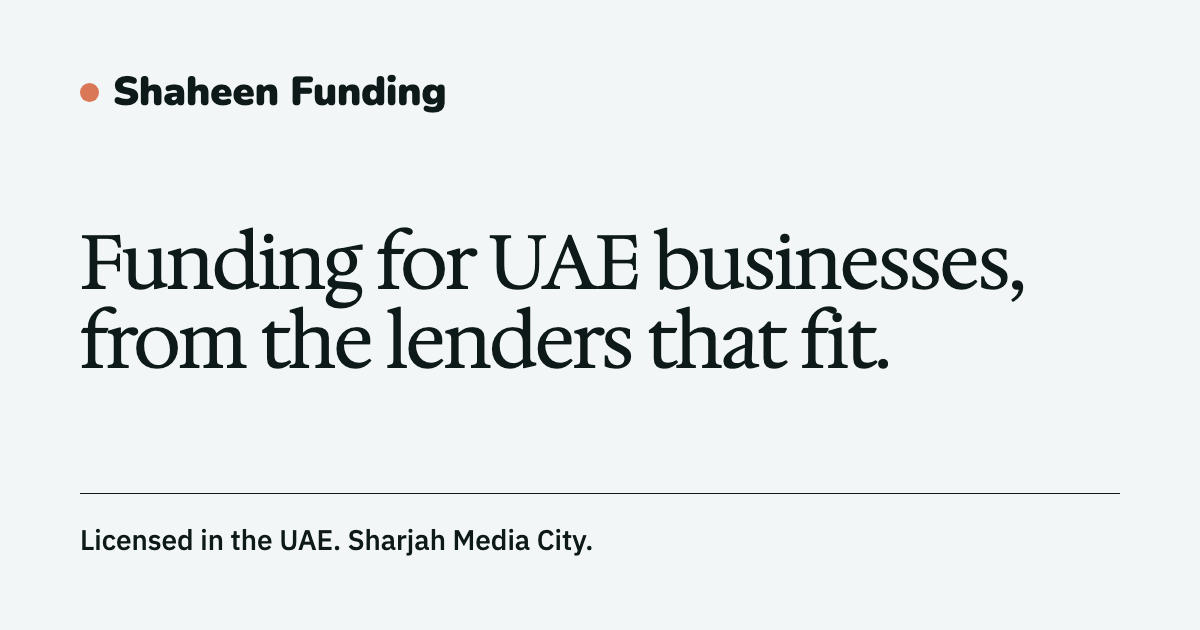 Shaheen Funding
Funding for UAE businesses,
from the lenders that fit.
Licensed in the UAE. Sharjah Media City.